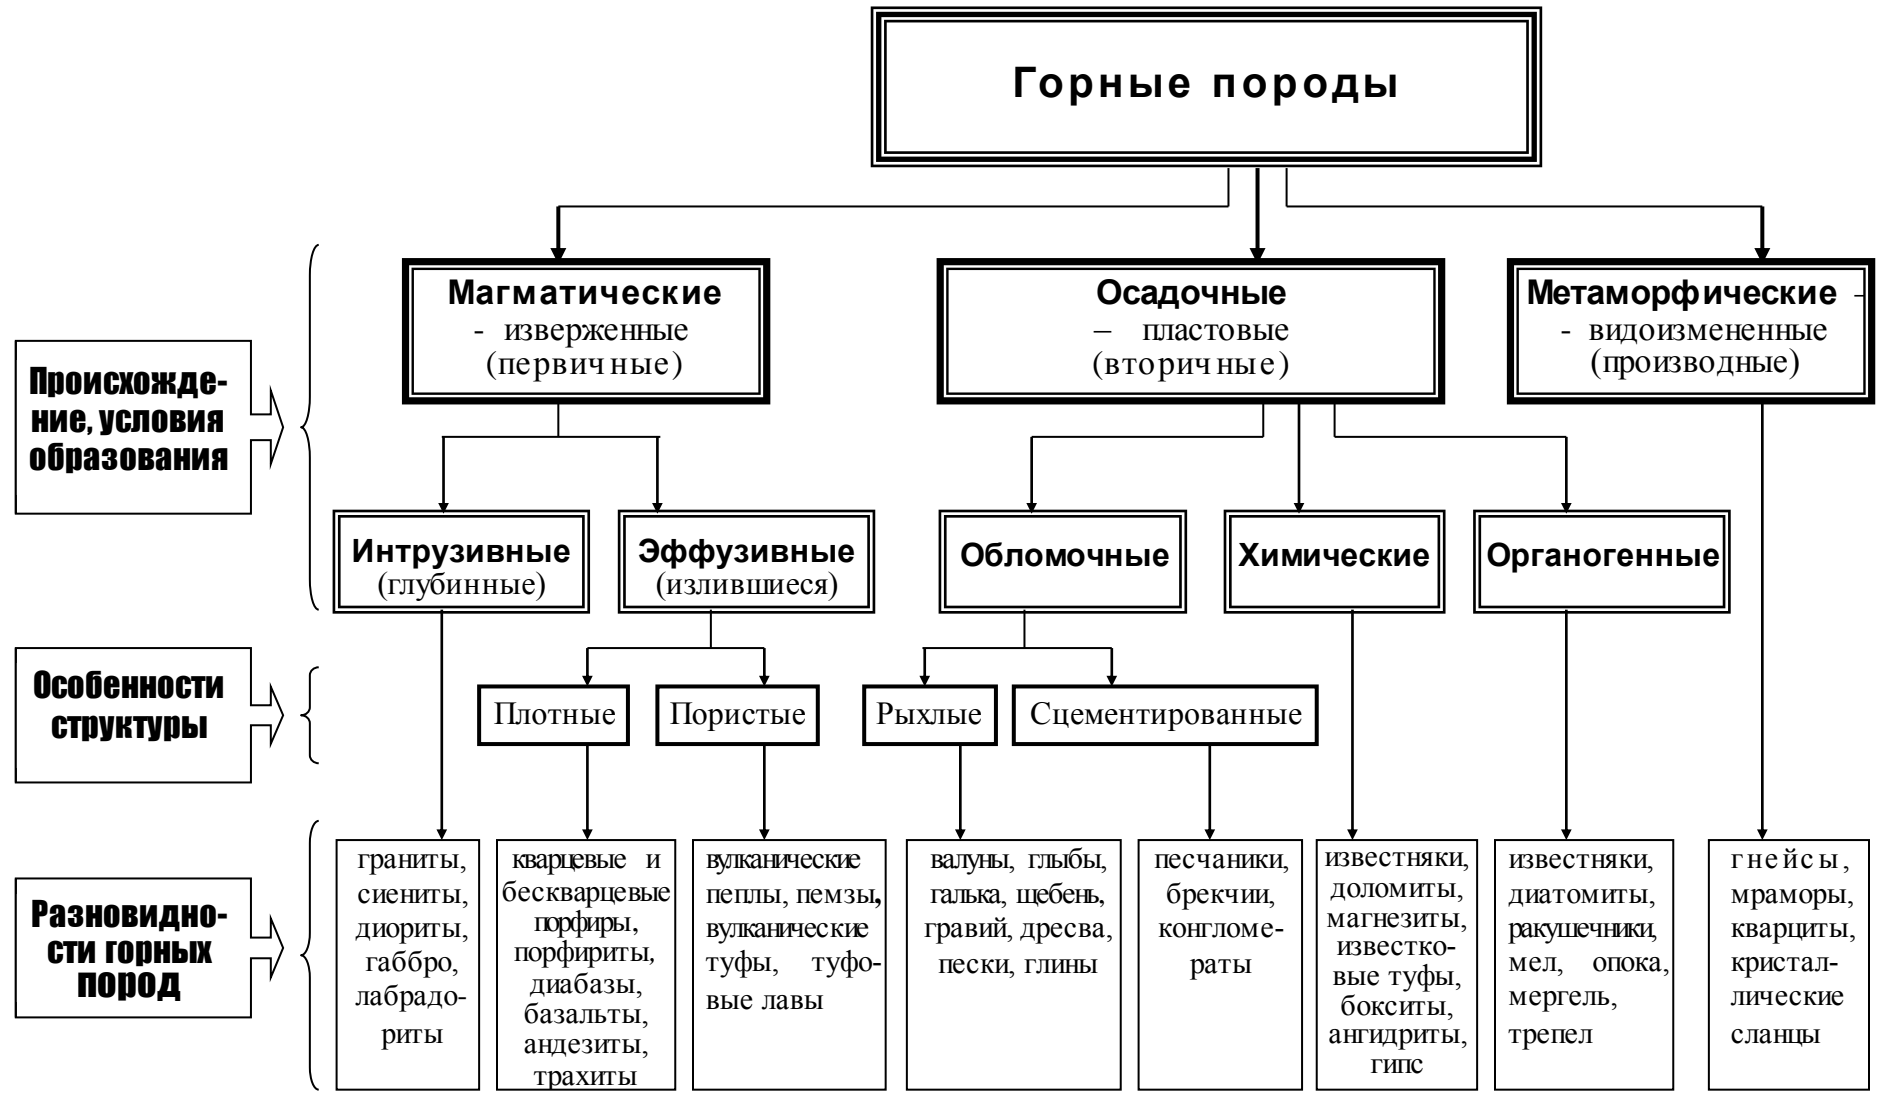 Горные породы
Магматические
- изверженные
(первичные)
Осадочные
– пластовые
(вторичные)
Метаморфические –
- видоизмененные
(производные)
Происхожде-
ние, условия
образования
Интрузивные
(глубинные)
Эффузивные
(излившиеся)
Обломочные
Химические
Органогенные
Особенности
структуры
Плотные
Пористые
Рыхлые
Сцементированные
Разновидно-
сти горных
пород
граниты,
сиениты,
диориты,
габбро,
лабрадо-
риты
кварцевые и
бескварцевые
порфиры,
порфириты,
диабазы,
базальты,
андезиты,
трахиты
вулканические
пеплы, пемзы,
вулканические
туфы, туфо-
вые лавы
валуны, глыбы,
галька, щебень,
гравий, дресва,
пески, глины
песчаники,
брекчии,
конгломе-
раты
известняки,
доломиты,
магнезиты,
известко-
вые туфы,
бокситы,
ангидриты,
гипс
известняки,
диатомиты,
ракушечники,
мел, опока,
мергель,
трепел
гнейсы,
мраморы,
кварциты,
кристал-
лические
сланцы